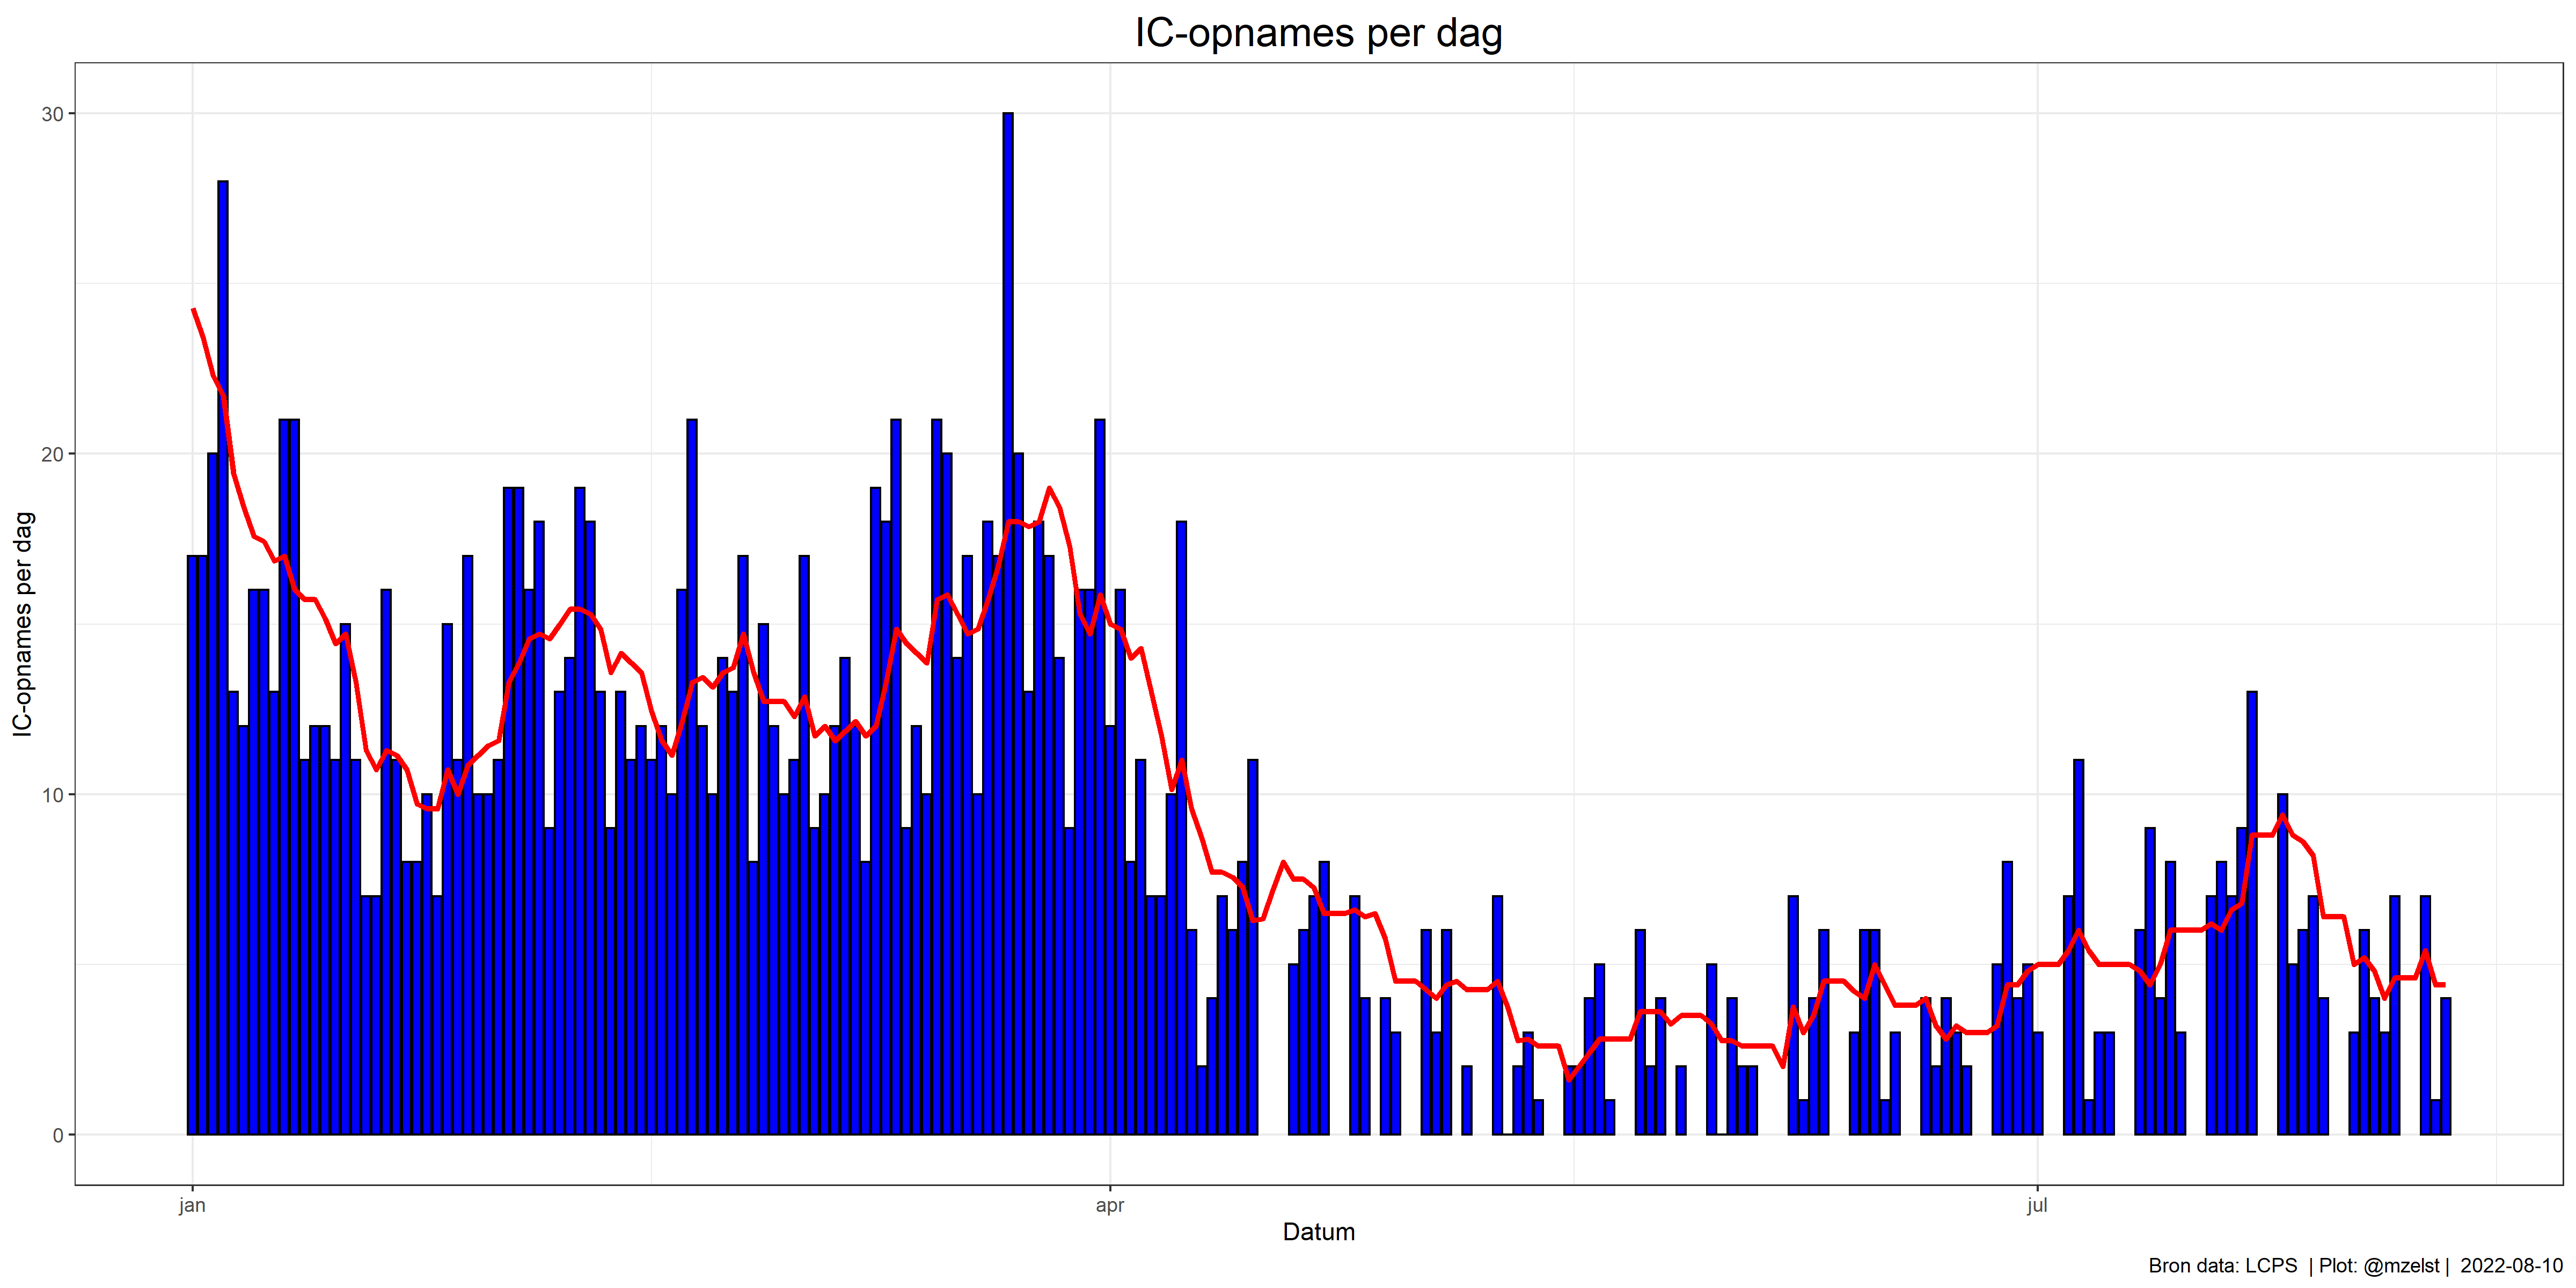 IC-opnames per dag
IC-opnames per dag
30
20
10
0
jan
apr
jul
Datum
Bron data: LCPS | Plot: @mzelst | 2022-08-10